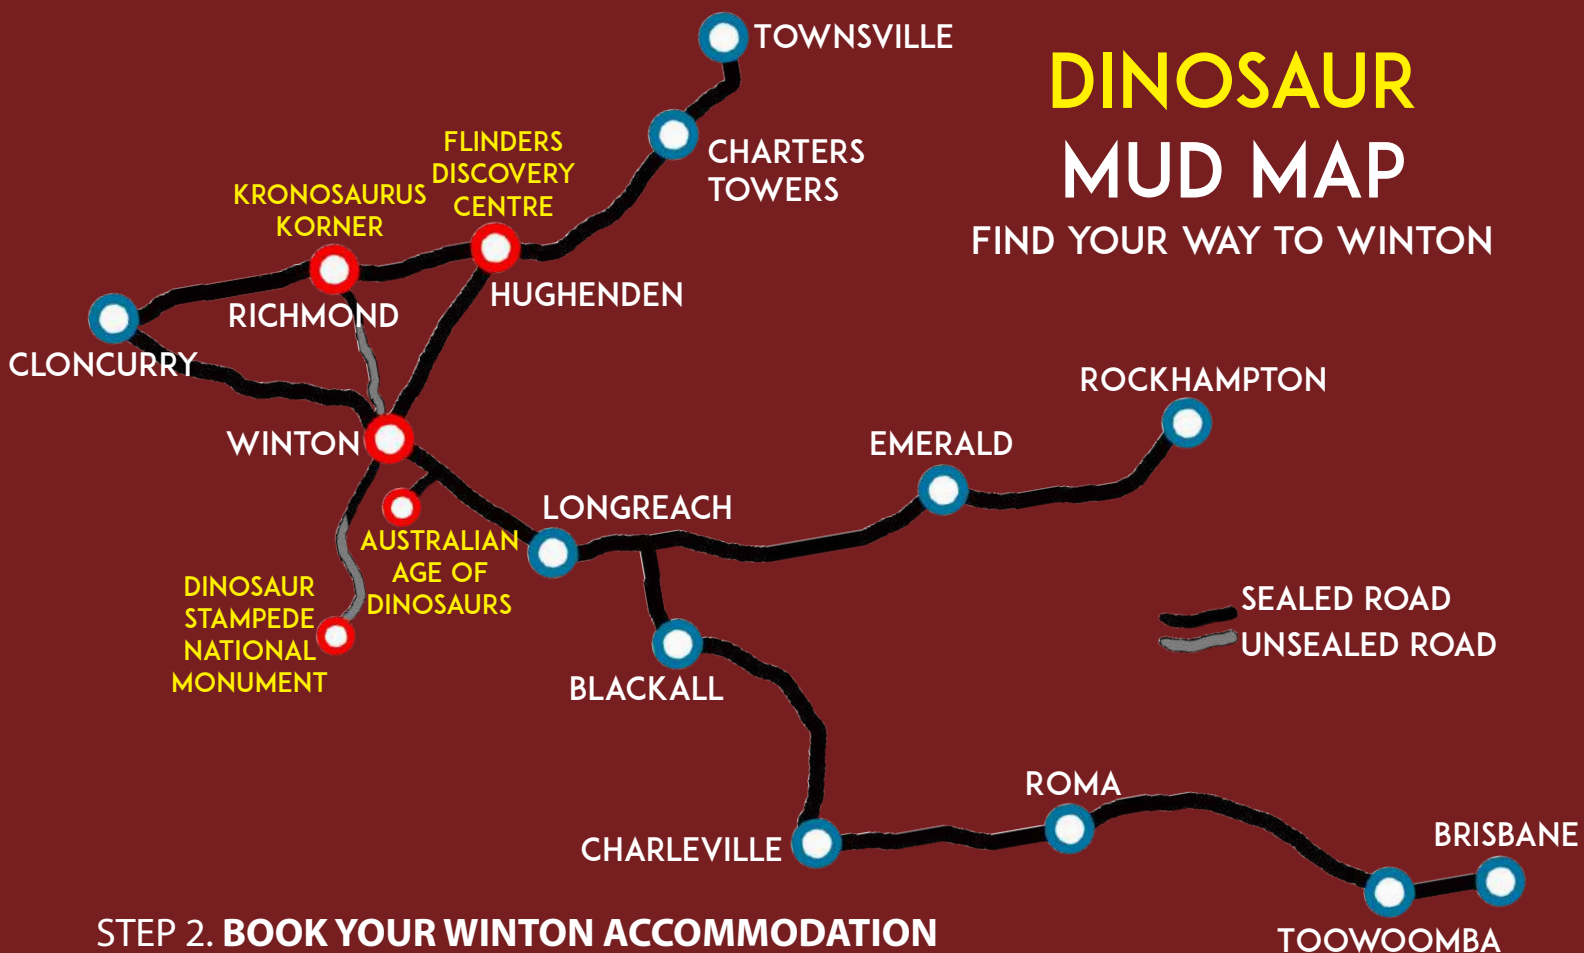 TOWNSVILLE
DINOSAUR
MUD MAP
FIND YOUR WAY TO WINTON
CHARTERS
TOWERS
FLINDERS
DISCOVERY
CENTRE
KRONOSAURUS
KORNER
HUGHENDEN
RICHMOND
CLONCURRY
ROCKHAMPTON
WINTON
EMERALD
LONGREACH
AUSTRALIAN
AGE OF
DINOSAURS
DINOSAUR
STAMPEDE
NATIONAL
MONUMENT
SEALED ROAD
UNSEALED ROAD
BLACKALL
ROMA
CHARLEVILLE
BRISBANE
TOOWOOMBA
STEP 2. BOOK YOUR WINTON ACCOMMODATION